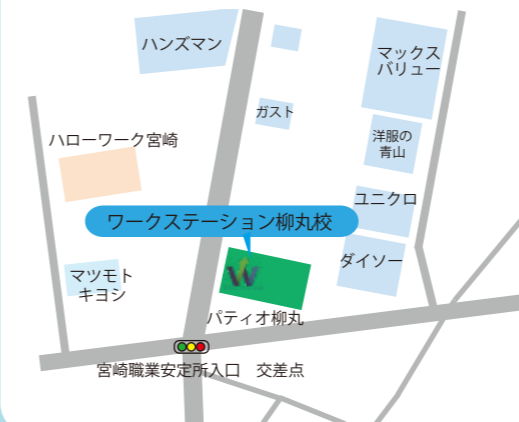 ハンズマン
マックス
バリュー
ガスト
洋服の
青山
ハローワーク宮崎
ユニクロ
ワークステーション柳丸校
ダイソー
マツモト
キヨシ
W
パティオ柳丸
宮崎職業安定所入口　交差点